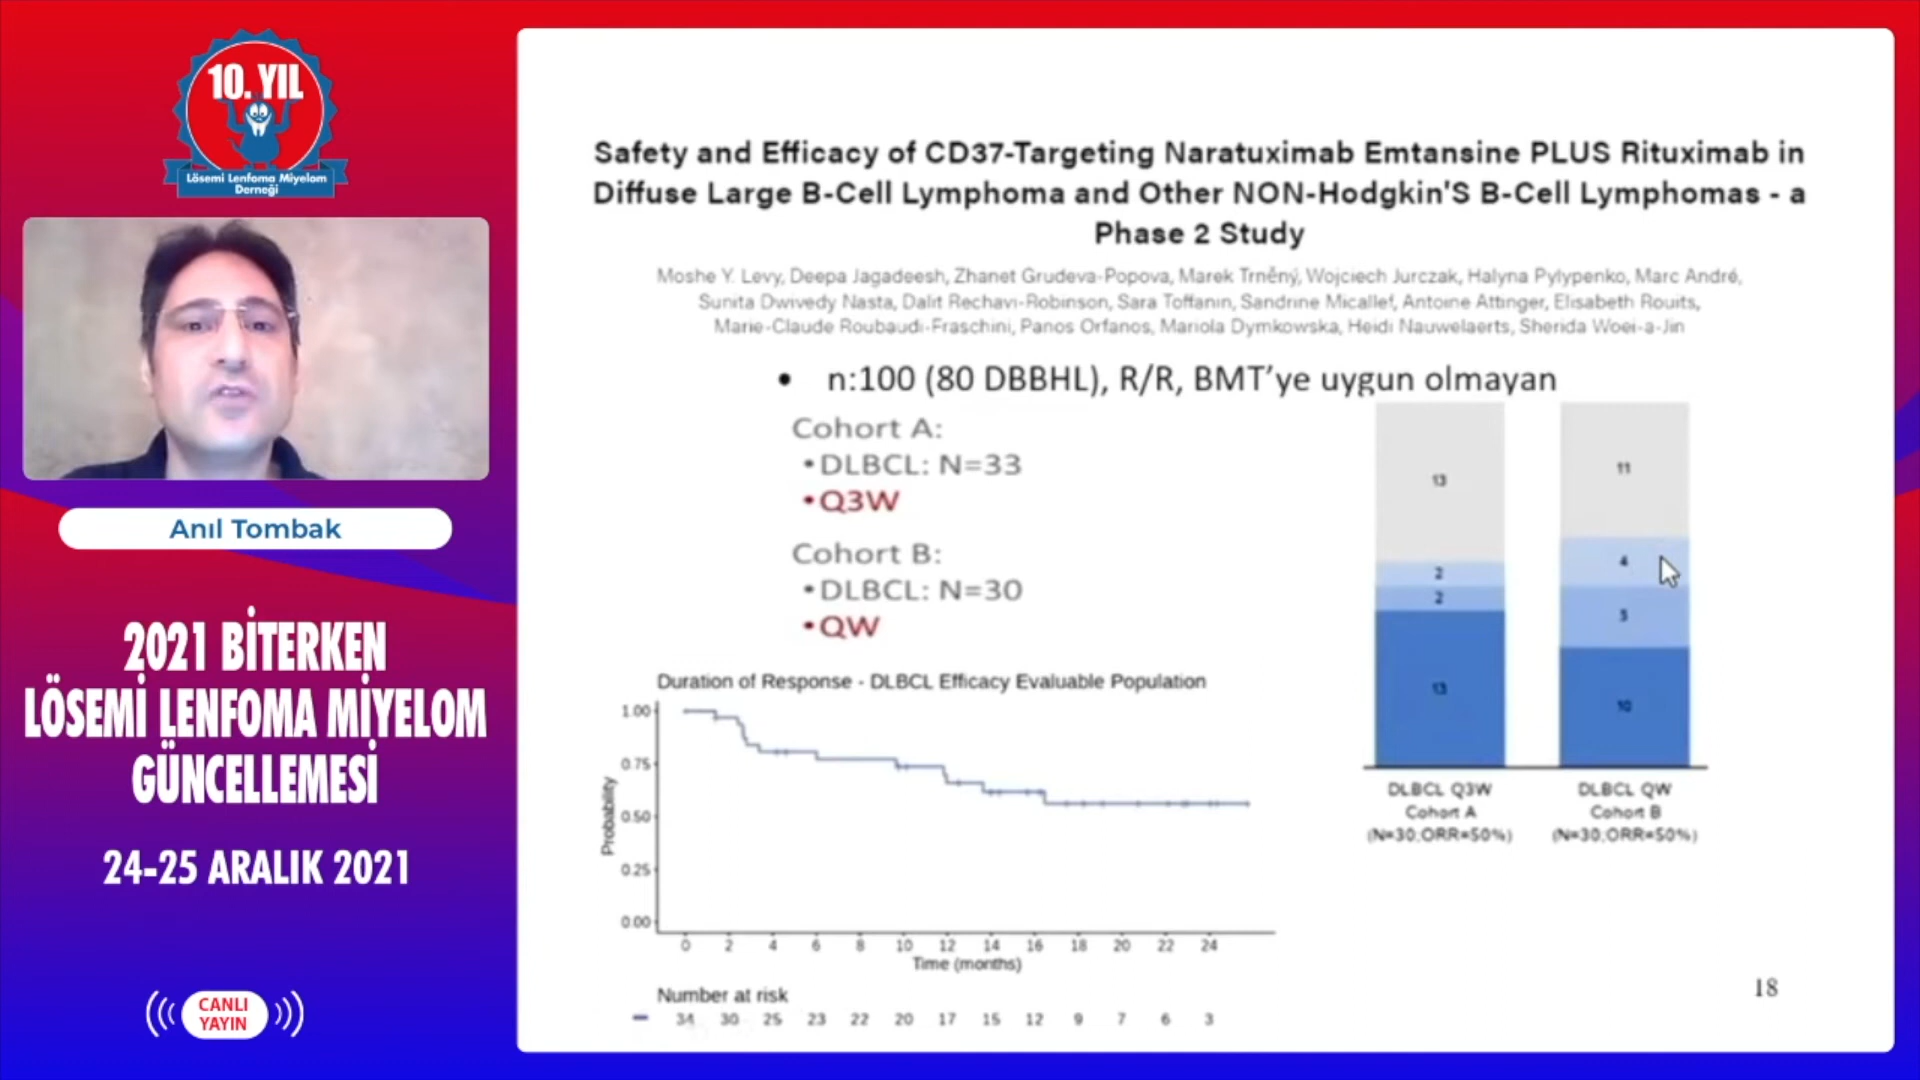 10. YIL
Lösemi Lenfoma Miyelom
Derneği
Anıl Tombak
2021 BİTERKEN
LÖSEMİ LENFOMA MİYELOM
GÜNCELLEMESİ
24-25 ARALIK 2021
CANLI
YAYIN
Safety and Efficacy of CD37-Targeting Naratuximab Emtansine PLUS Rituximab in
Diffuse Large B-Cell Lymphoma and Other NON-Hodgkin'S B-Cell Lymphomas - a
Phase 2 Study
Moshe Y. Levy, Deepa Jagadeesh, Zhanet Grudeva-Popova, Marek Trněný, Wojciech Jurczak, Halyna Pylypenko, Marc André,
Sunita Dwivedy Nasta, Dalit Rechavi-Robinson, Sara Toffanin, Sandrine Micallef, Antoine Attinger, Elisabeth Rouits,
Marie-Claude Roubaudi-Fraschini, Panos Orfanos, Mariola Dymkowska, Heidi Nauwelaerts, Sherida Woei-a-Jin
• n:100 (80 DBBHL), R/R, BMT'ye uygun olmayan
Cohort A:
•DLBCL: N=33
•Q3W
Cohort B:
•DLBCL: N=30
•QW
13
2
2
13
11
4
5
10
DLBCL Q3W
Cohort A
(N=30;ORR=50%)
DLBCL QW
Cohort B
(N=30;ORR=50%)
Duration of Response - DLBCL Efficacy Evaluable Population
1.00
0.75
0.50
0.25
0.00
Probability
0 2 4 6 8 10 12 14 16 18 20 22 24
Time (months)
Number at risk
34 30 25 23 22 20 17 15 12 9 7 6 3
18